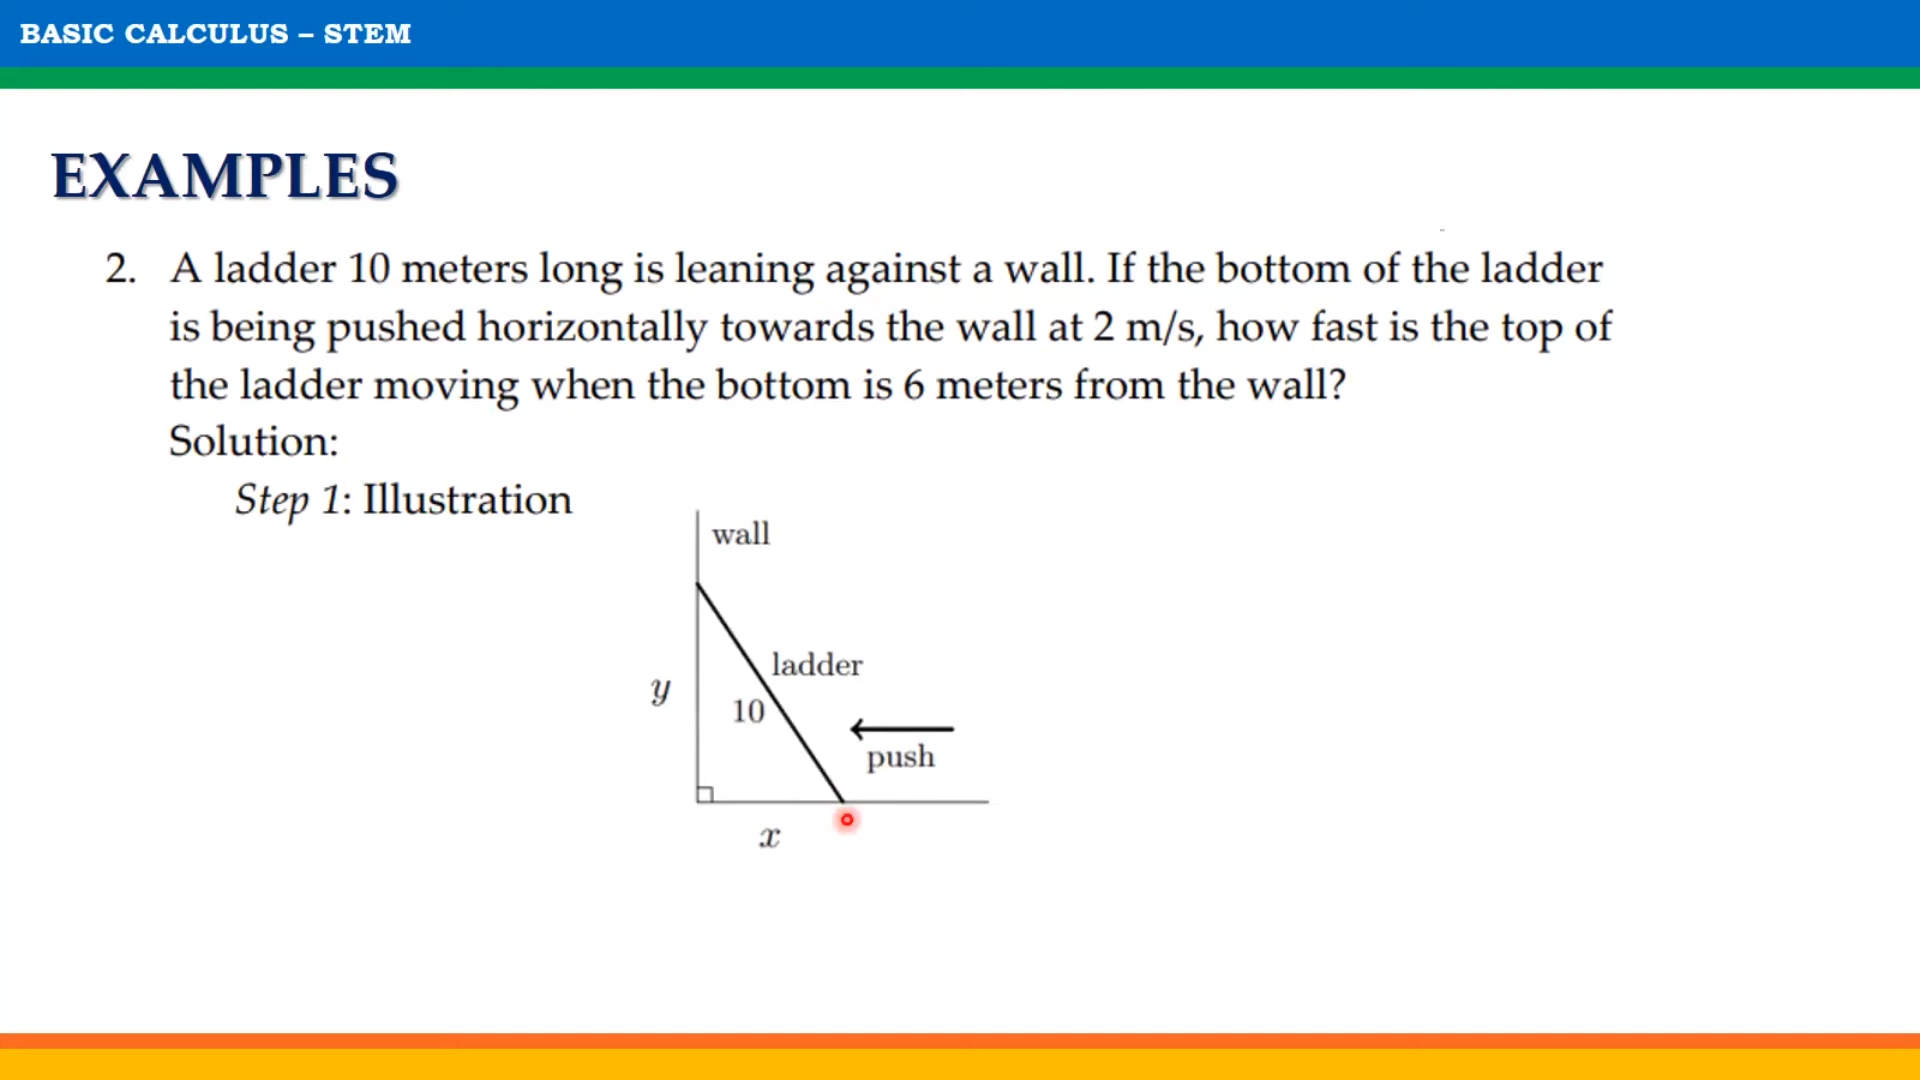 BASIC CALCULUS – STEM
EXAMPLES
2. A ladder 10 meters long is leaning against a wall. If the bottom of the ladder
is being pushed horizontally towards the wall at 2 m/s, how fast is the top of
the ladder moving when the bottom is 6 meters from the wall?
Solution:
Step 1: Illustration
wall
ladder
y
10
push
x